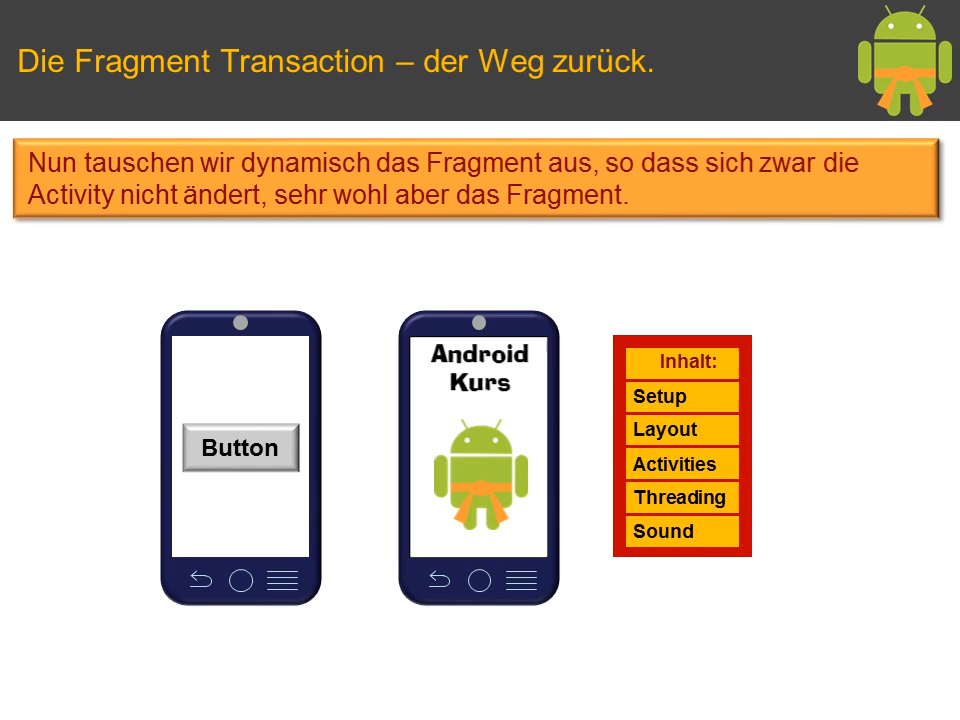 Die Fragment Transaction – der Weg zurück.
Nun tauschen wir dynamisch das Fragment aus, so dass sich zwar die
Activity nicht ändert, sehr wohl aber das Fragment.
Button
Android
Kurs
Inhalt:
Setup
Layout
Activities
Threading
Sound